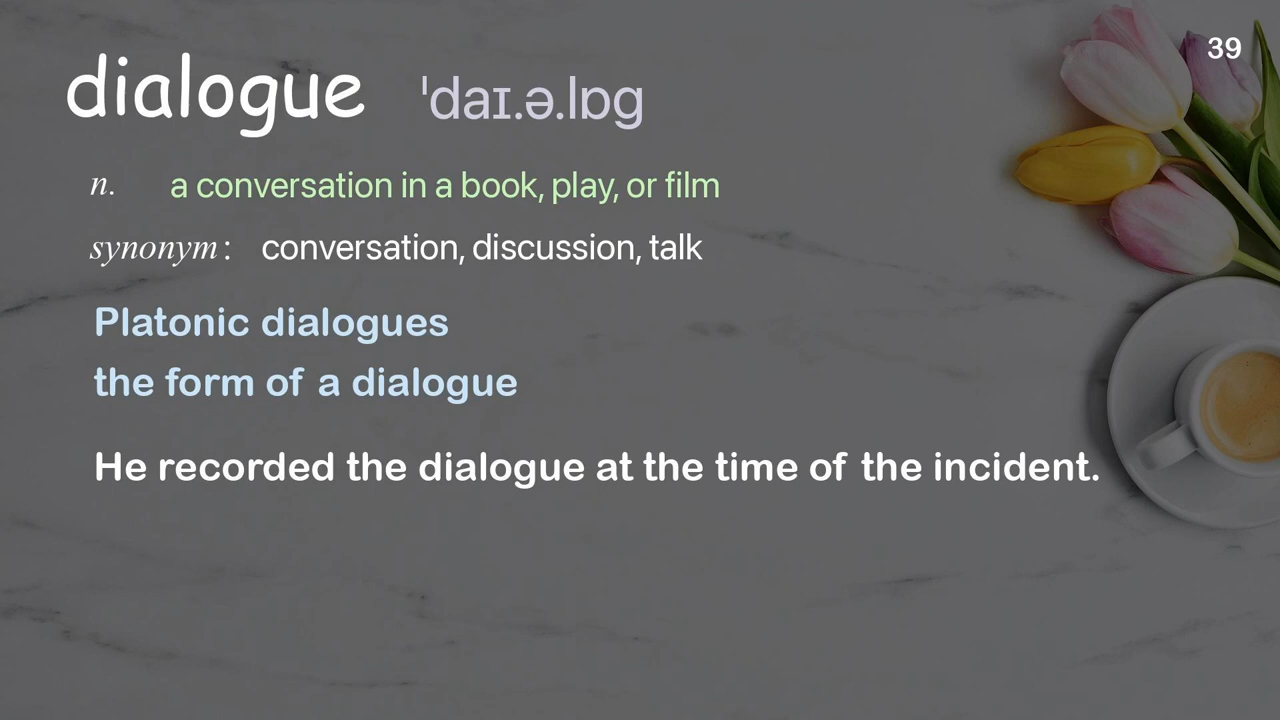 39
dialogue ˈdaɪ.ə.lɒg
n. a conversation in a book, play, or film
synonym: conversation, discussion, talk
Platonic dialogues
the form of a dialogue
He recorded the dialogue at the time of the incident.